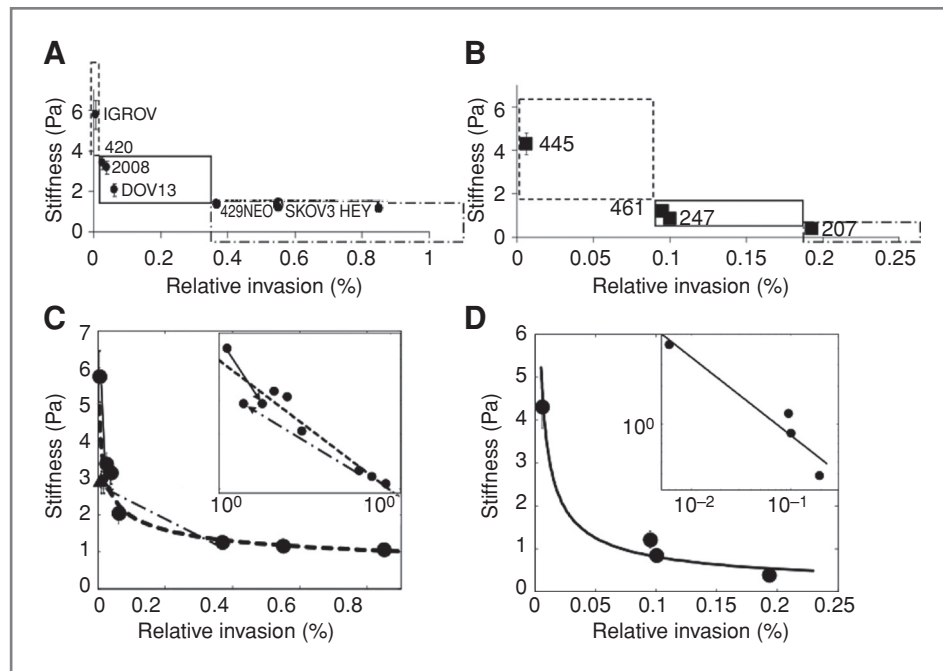 A
Stiffness (Pa)
6
4
2
0
IGROV
420
2008
DOV13
429NEO
SKOV3 HEY
0 0.2 0.4 0.6 0.8 1
Relative invasion (%)
B
Stiffness (Pa)
6
4
2
0
445
461
247
207
0 0.05 0.10 0.15 0.2 0.25
Relative invasion (%)
C
Stiffness (Pa)
7
6
5
4
3
2
1
0
10⁰ 10⁵
0 0.2 0.4 0.6 0.8
Relative invasion (%)
D
Stiffness (Pa)
6
5
4
3
2
1
0
10⁰
10⁻² 10⁻¹
0 0.05 0.1 0.15 0.2 0.25
Relative invasion (%)